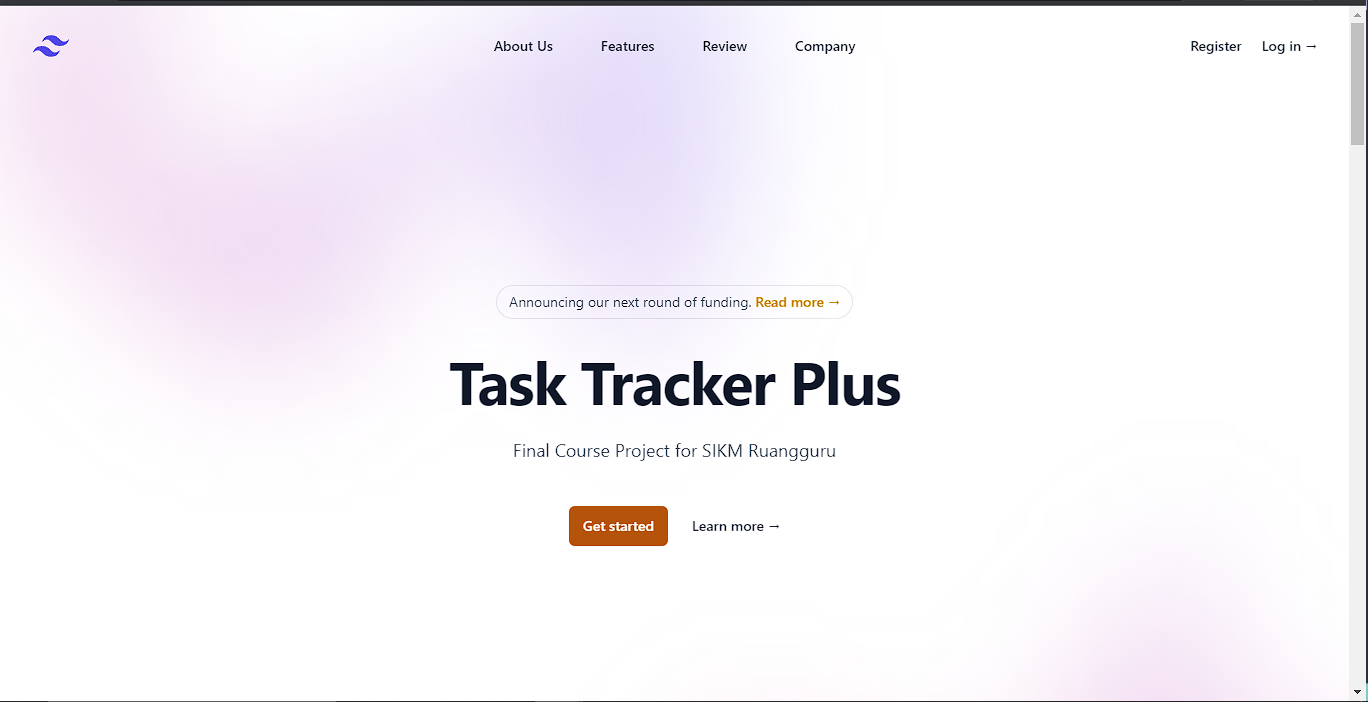 About Us Features Review Company Register Log in →
Announcing our next round of funding. Read more →
Task Tracker Plus
Final Course Project for SIKM Ruangguru
Get started Learn more →